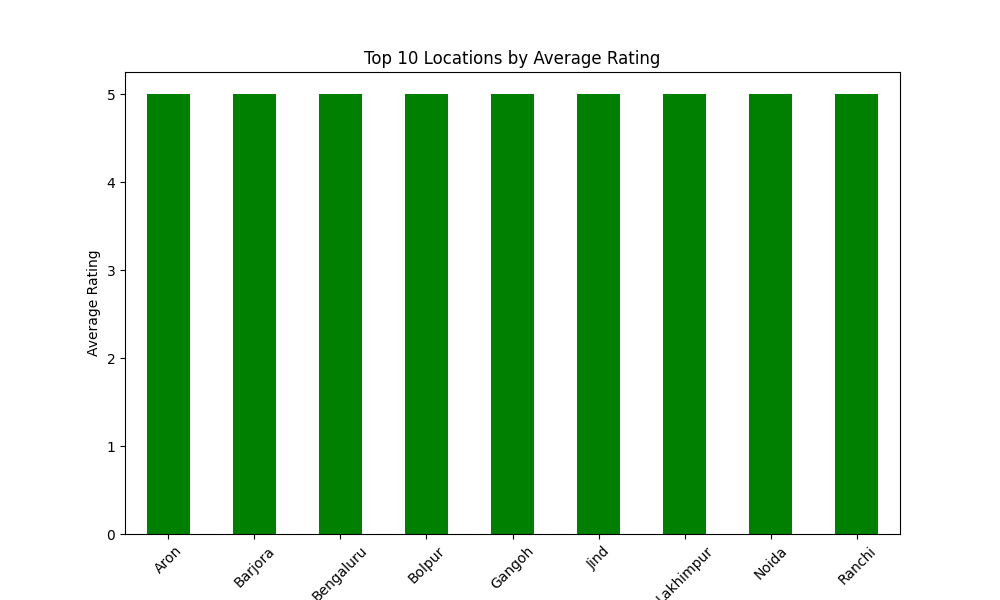 Top 10 Locations by Average Rating
Average Rating
5
4
3
2
1
0
Aron
Barjora
Bengaluru
Bolpur
Gangoh
Jind
Lakhimpur
Noida
Ranchi